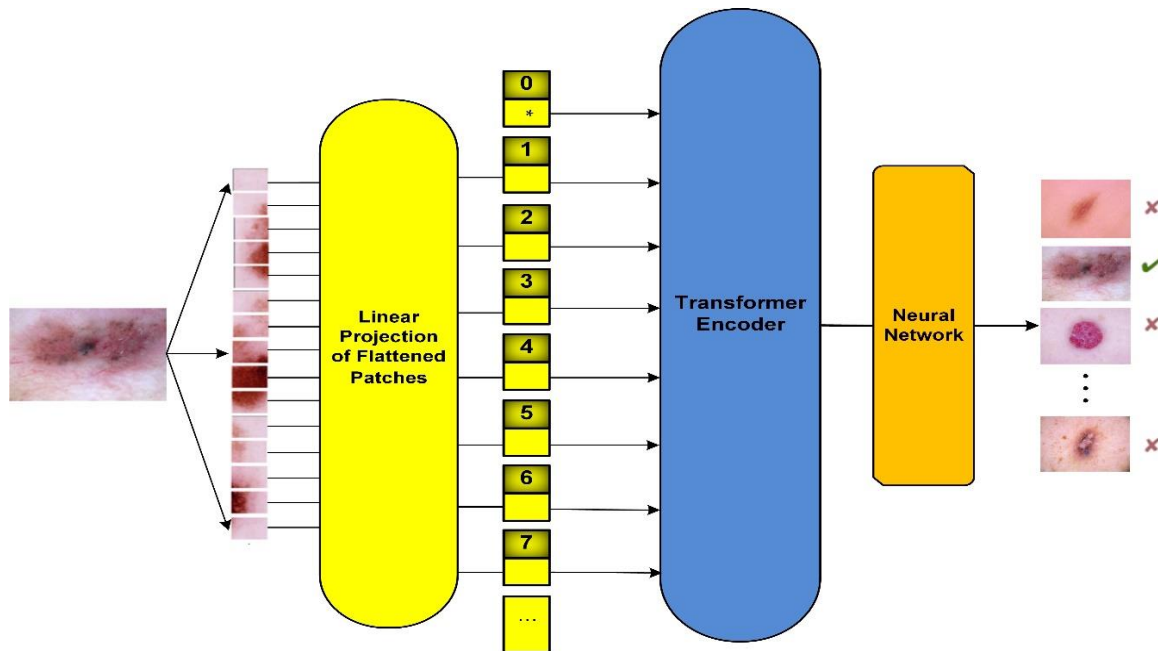 0
*
1
2
3
4
5
6
7
...
Linear
Projection
of Flattened
Patches
Transformer
Encoder
Neural
Network